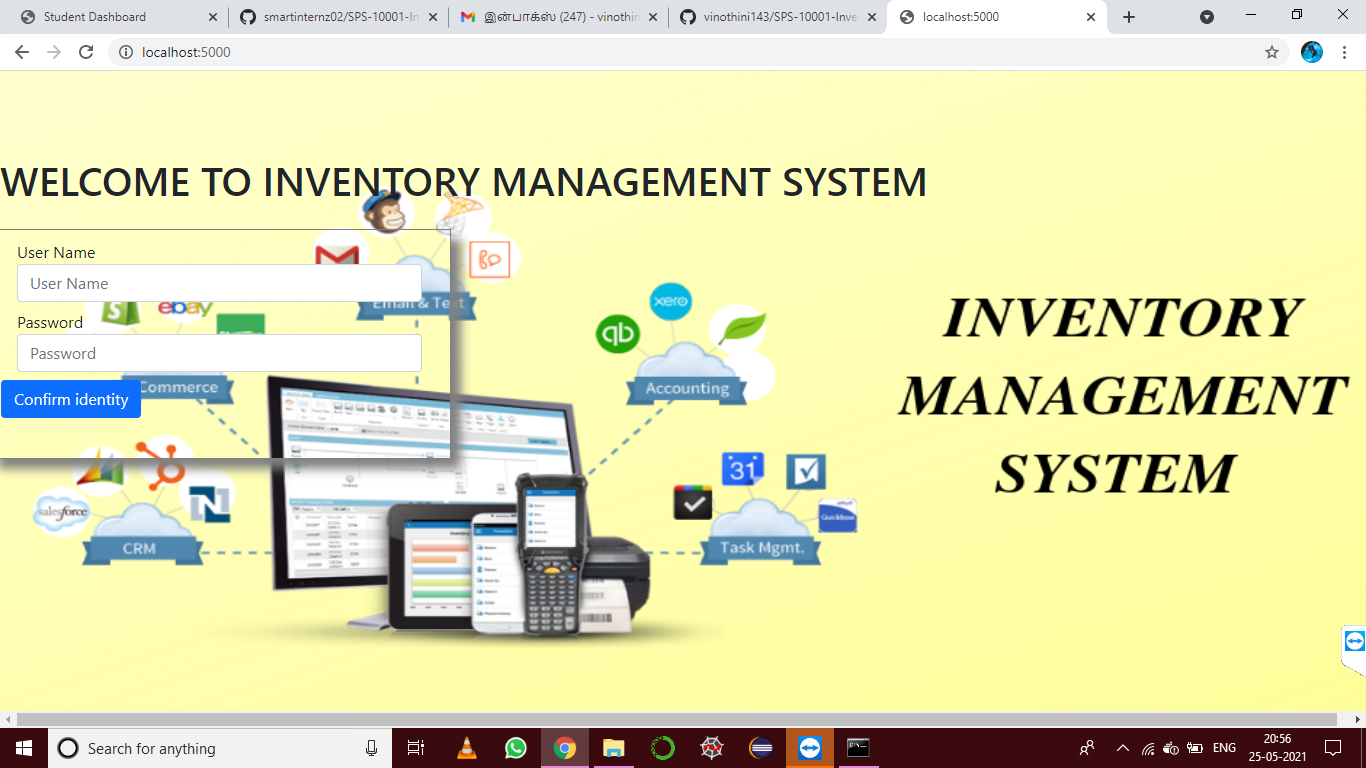 Student Dashboard
smartinternz02/SPS-10001-In
இன்பாக்ஸ் (247) - vinothin
vinothini143/SPS-10001-Inve
localhost:5000
localhost:5000
WELCOME TO INVENTORY MANAGEMENT SYSTEM
User Name
User Name
Email & Text
ebay
Password
Password
Commerce
Confirm identity
xero
qb
Accounting
INVENTORY
MANAGEMENT
SYSTEM
salesforce
CRM
31
QuickBase
Task Mgmt.
Search for anything
ENG
20:56
25-05-2021